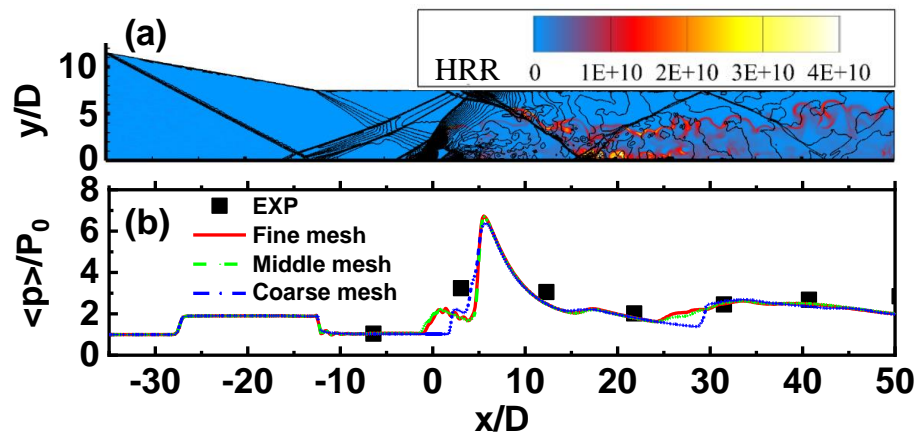 (a)
HRR
0 1E+10 2E+10 3E+10 4E+10
y/D
10
5
0
(b)
EXP
Fine mesh
Middle mesh
Coarse mesh
<p>/P0
8
6
4
2
0
-30 -20 -10 0 10 20 30 40 50
x/D